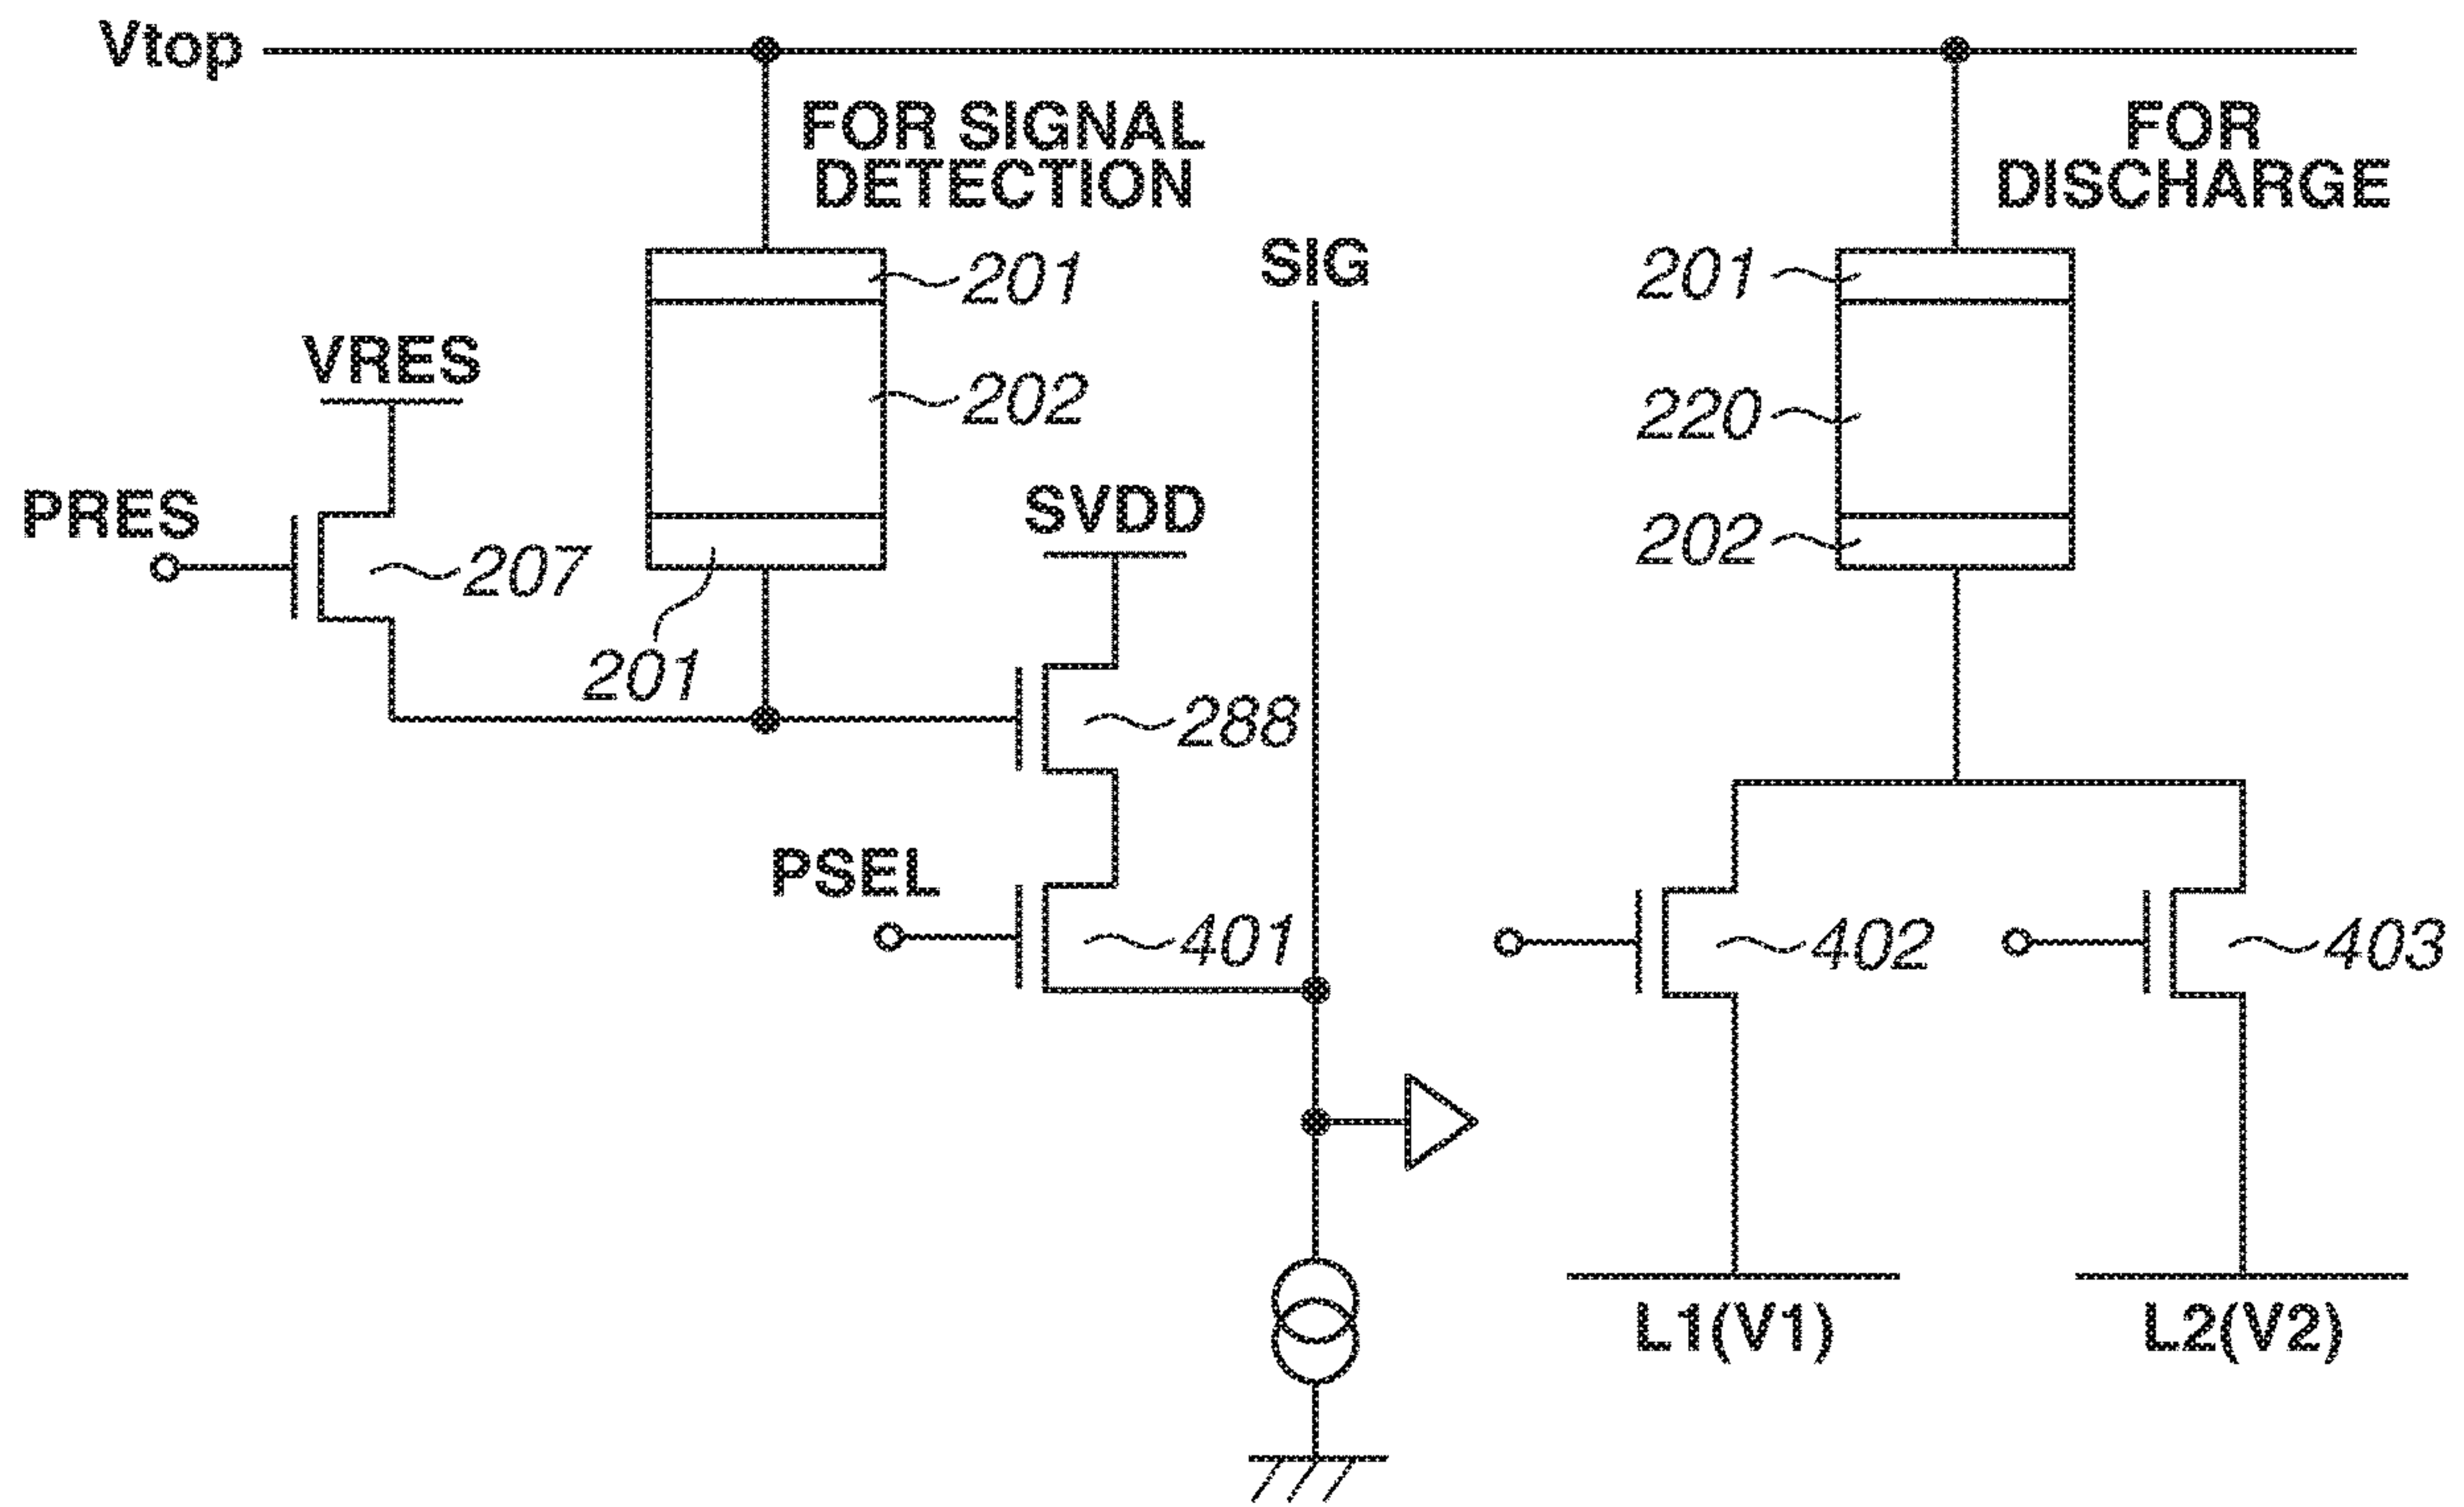 Vtop
FOR SIGNAL
DETECTION
FOR
DISCHARGE
SIG
201
201
VRES
202
220
PRES
SVDD
207
202
201
288
PSEL
401
402
403
L1(V1)
L2(V2)